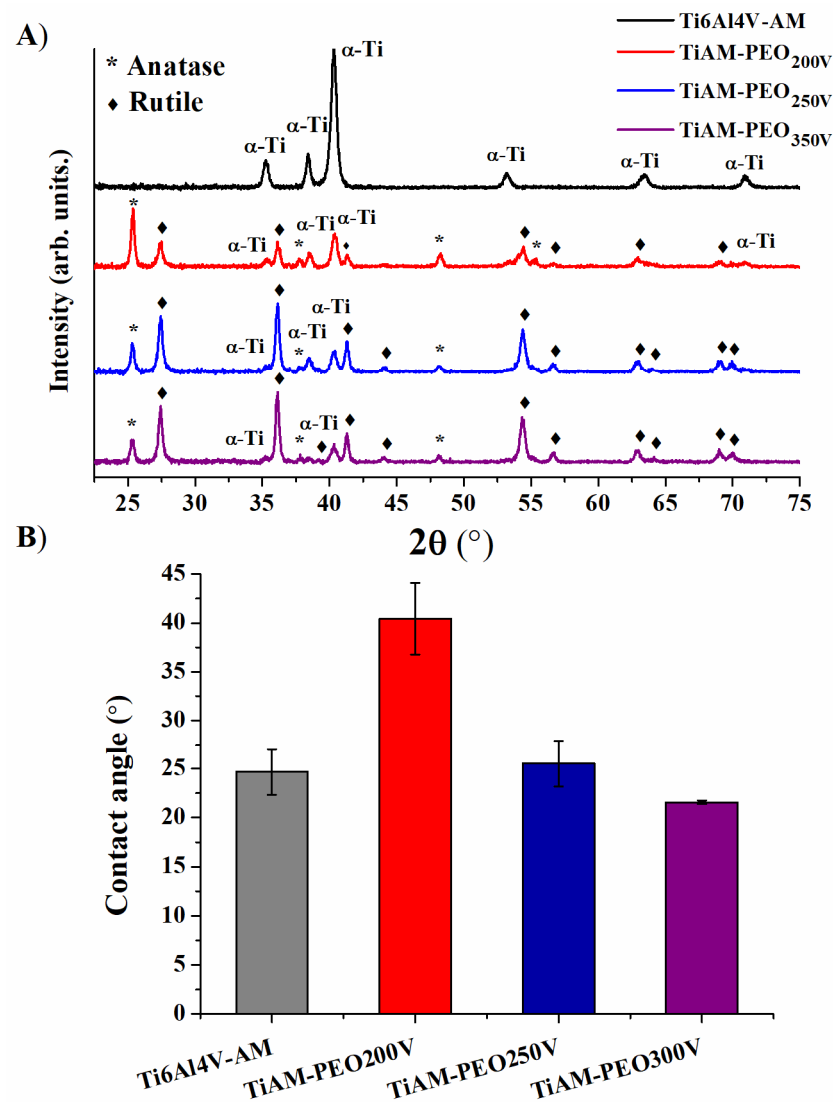 A)
* Anatase
♦ Rutile
Ti6Al4V-AM
TiAM-PEO200V
TiAM-PEO250V
TiAM-PEO350V
α-Ti
α-Ti α-Ti α-Ti α-Ti α-Ti
* ♦ α-Ti ♦ * α-Ti α-Ti ♦ * ♦ * ♦ ♦ ♦ α-Ti
* ♦ α-Ti ♦ * α-Ti α-Ti ♦ ♦ * ♦ ♦ ♦ ♦ ♦ ♦
* ♦ α-Ti ♦ * ♦ α-Ti ♦ ♦ * ♦ ♦ ♦ ♦ ♦ ♦
Intensity (arb. units.)
25 30 35 40 45 50 55 60 65 70 75
2θ (°)
B)
Contact angle (°)
45
40
35
30
25
20
15
10
5
0
Ti6Al4V-AM
TiAM-PEO200V
TiAM-PEO250V
TiAM-PEO300V